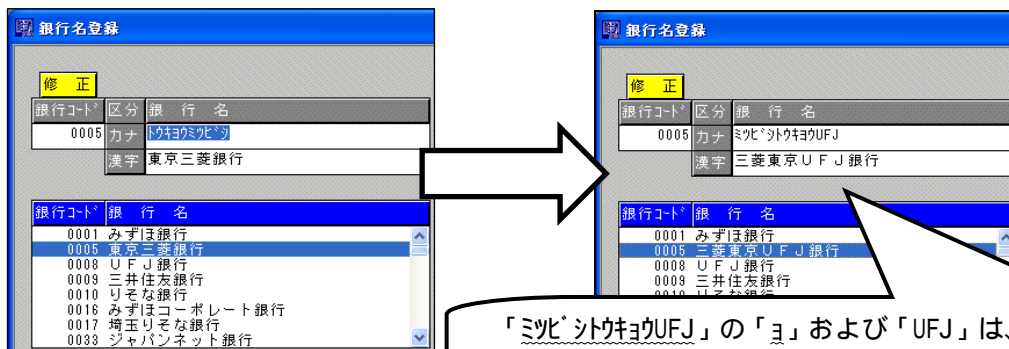 銀行名登録
修 正
銀行ｺｰﾄﾞ 区分 銀 行 名
0005 カナ ﾄｳｷﾖｳﾐﾂﾋﾞｼ
漢字 東京三菱銀行
銀行ｺｰﾄﾞ 銀 行 名
0001 みずほ銀行
0005 東京三菱銀行
0008 ＵＦＪ銀行
0009 三井住友銀行
0010 りそな銀行
0016 みずほコーポレート銀行
0017 埼玉りそな銀行
0033 ジャパンネット銀行
銀行名登録
修 正
銀行ｺｰﾄﾞ 区分 銀 行 名
0005 カナ ﾐﾂﾋﾞｼﾄｳｷﾖｳUFJ
漢字 三菱東京ＵＦＪ銀行
銀行ｺｰﾄﾞ 銀 行 名
0001 みずほ銀行
0005 三菱東京ＵＦＪ銀行
0008 ＵＦＪ銀行
0009 三井住友銀行
0010 りそな銀行
「ﾐﾂﾋﾞｼﾄｳｷｮｳUFJ」の「ｮ」および「UFJ」は、